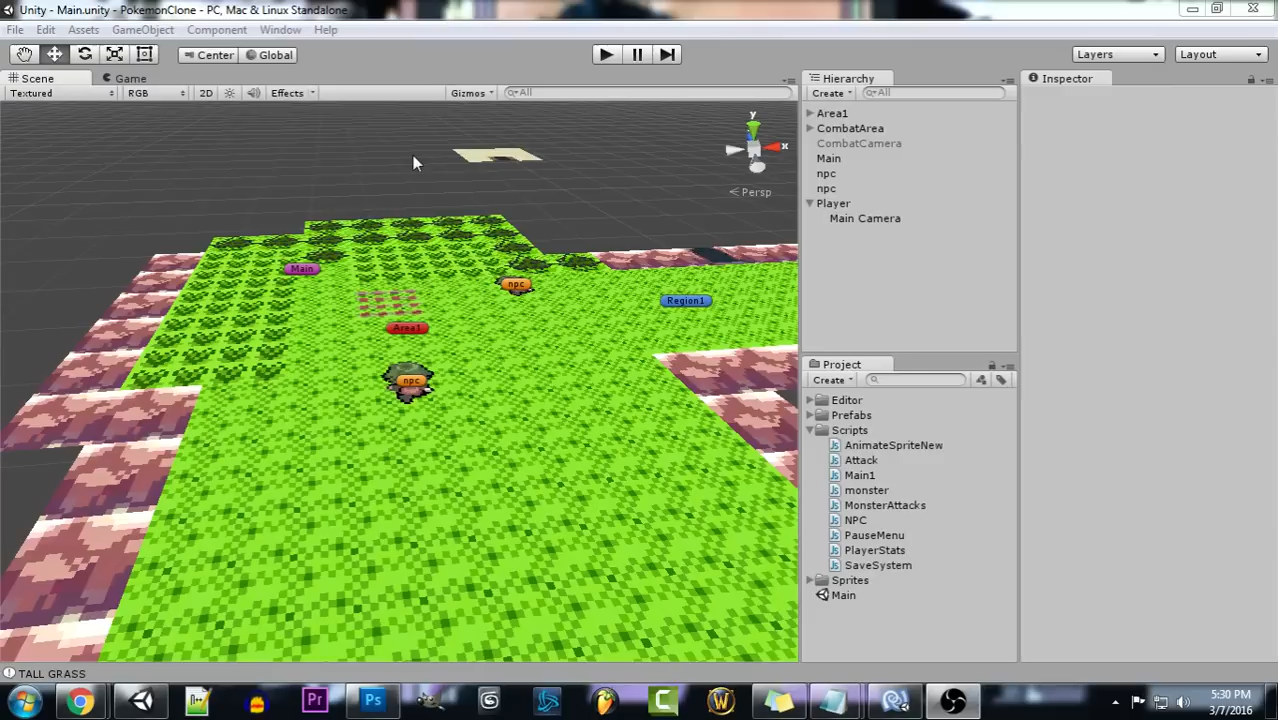 Unity - Main.unity - PokemonClone - PC, Mac & Linux Standalone
File Edit Assets GameObject Component Window Help
Center Global Layers Layout
Scene Game Hierarchy Inspector
Textured RGB 2D Effects Gizmos All Create All
Area1
CombatArea
CombatCamera
Main
npc
npc
Player
Main Camera
y
x
Persp
Main
npc
Region1
Area1
npc
Project
Create
Editor
Prefabs
Scripts
AnimateSpriteNew
Attack
Main1
monster
MonsterAttacks
NPC
PauseMenu
PlayerStats
SaveSystem
Sprites
Main
TALL GRASS
Pr Ps
5:30 PM
3/7/2016